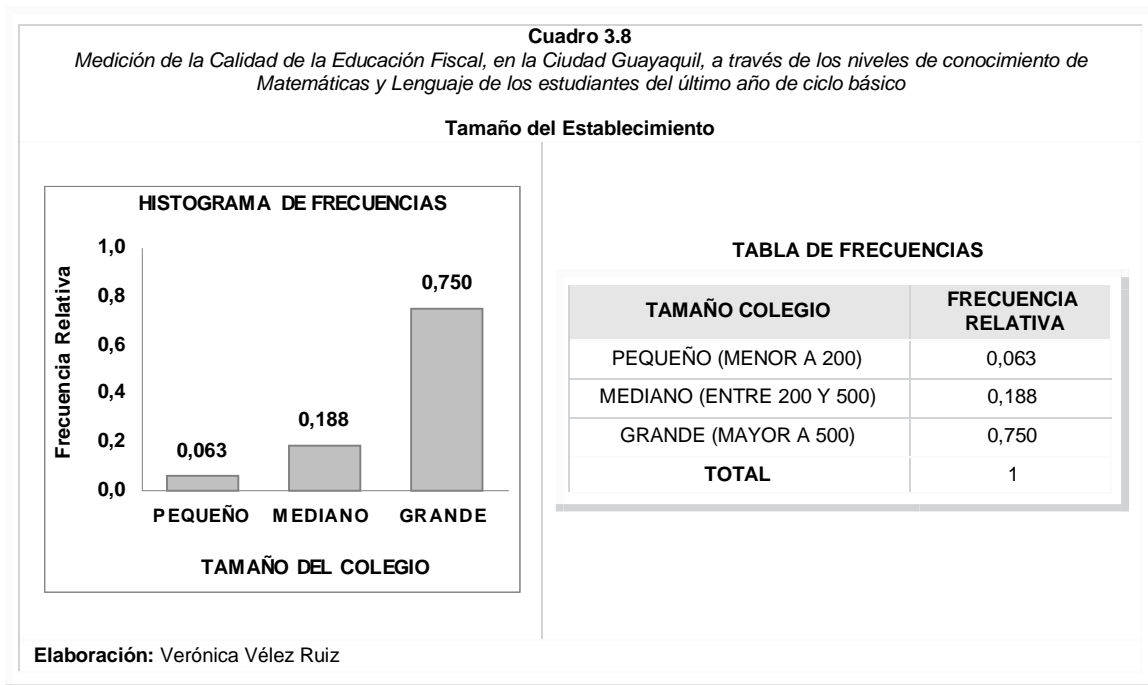 Cuadro 3.8
Medición de la Calidad de la Educación Fiscal, en la Ciudad Guayaquil, a través de los niveles de conocimiento de
Matemáticas y Lenguaje de los estudiantes del último año de ciclo básico
Tamaño del Establecimiento
HISTOGRAMA DE FRECUENCIAS
Frecuencia Relativa
1,0
0,8
0,6
0,4
0,2
0,0
0,063
0,188
0,750
PEQUEÑO MEDIANO GRANDE
TAMAÑO DEL COLEGIO
TABLA DE FRECUENCIAS
TAMAÑO COLEGIO FRECUENCIA
RELATIVA
PEQUEÑO (MENOR A 200) 0,063
MEDIANO (ENTRE 200 Y 500) 0,188
GRANDE (MAYOR A 500) 0,750
TOTAL 1
Elaboración: Verónica Vélez Ruiz